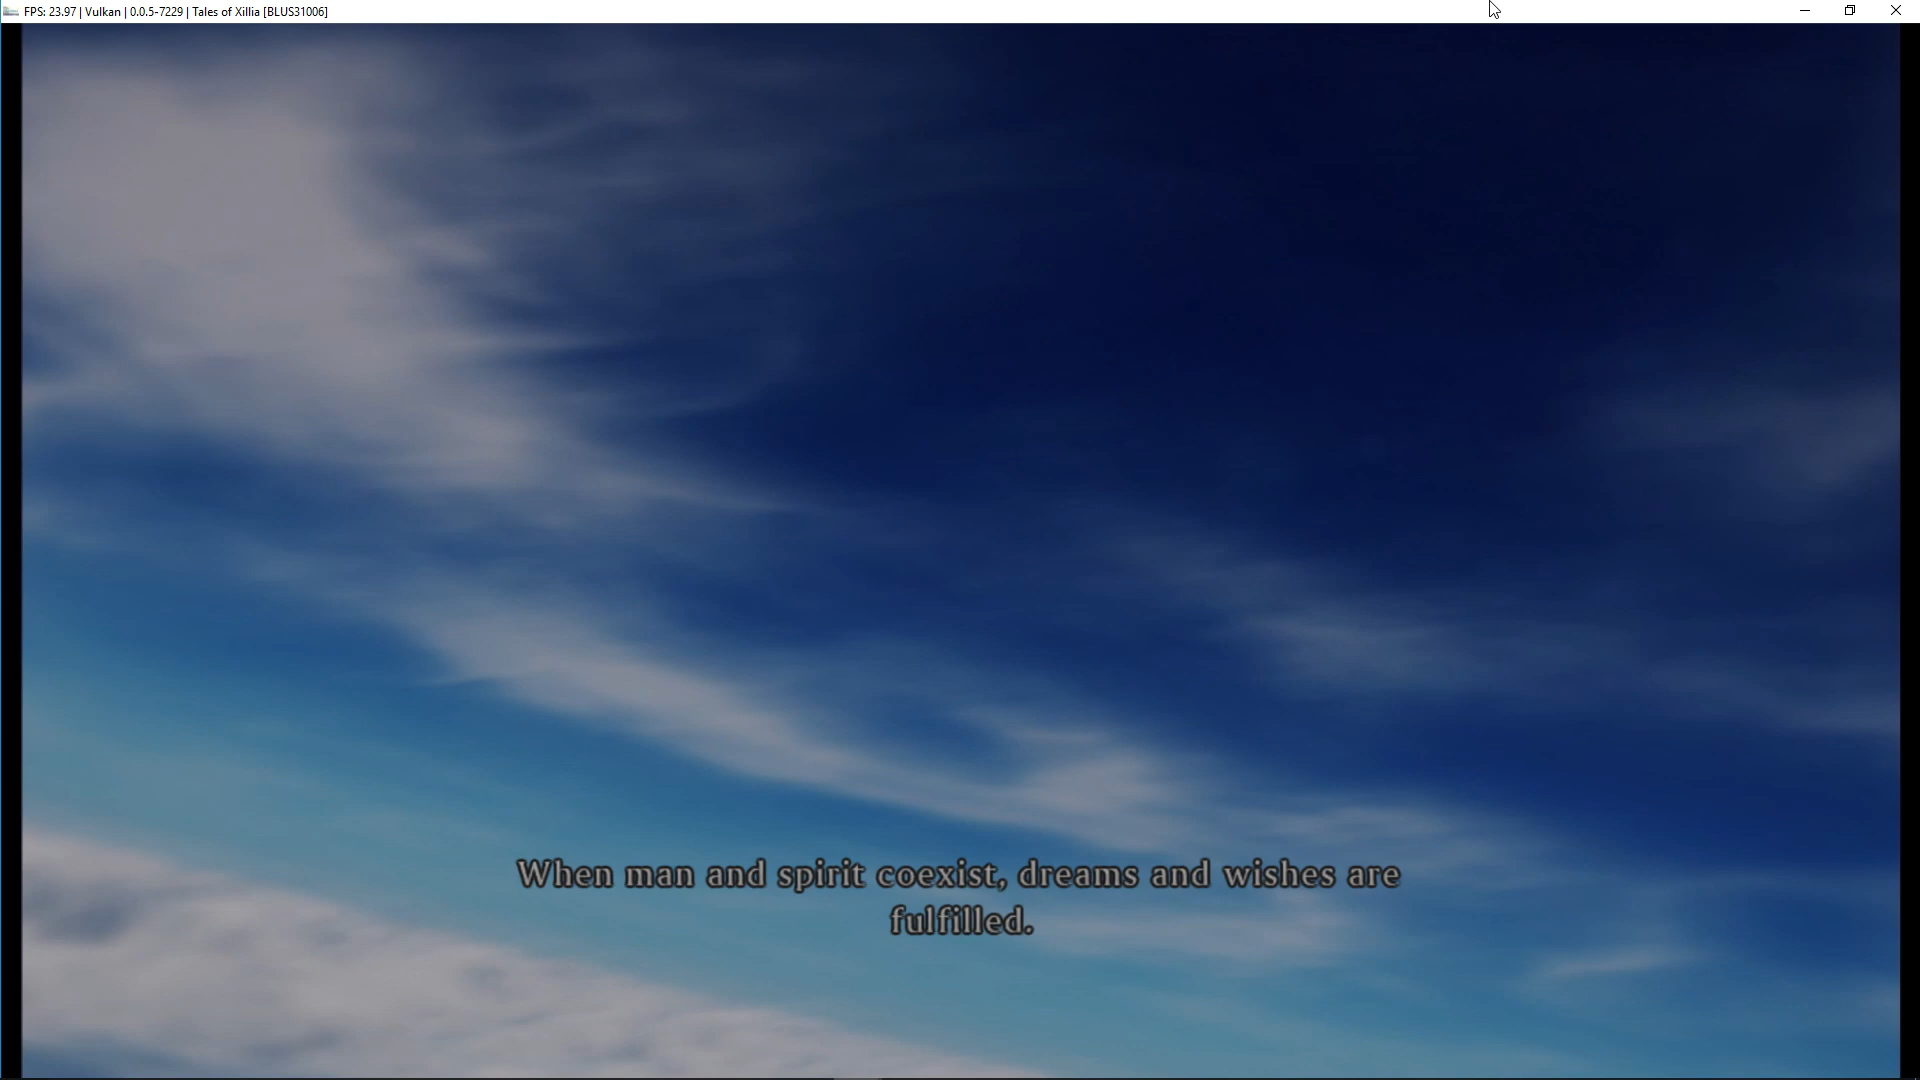 FPS: 23.97 | Vulkan | 0.0.5-7229 | Tales of Xillia [BLUS31006]
When man and spirit coexist, dreams and wishes are
fulfilled.